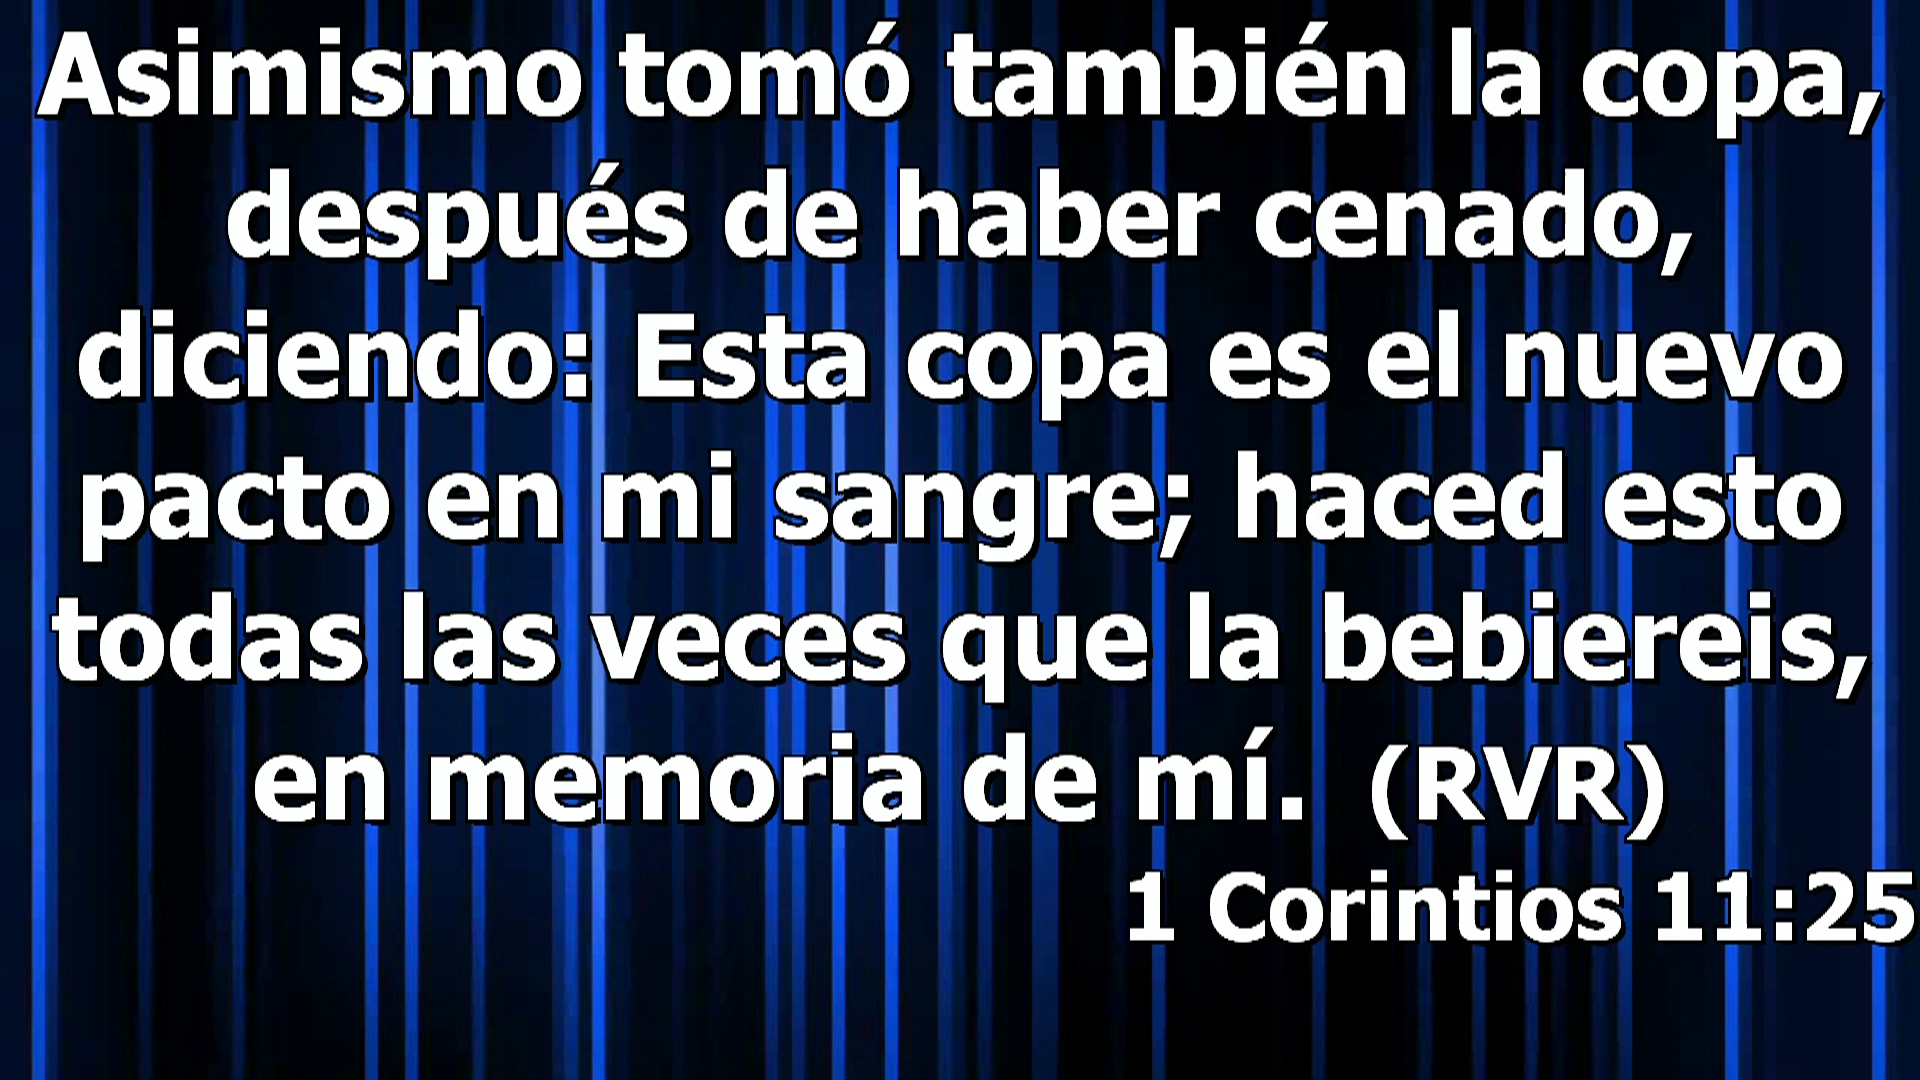 Asimismo tomó también la copa,
después de haber cenado,
diciendo: Esta copa es el nuevo
pacto en mi sangre; haced esto
todas las veces que la bebiereis,
en memoria de mí. (RVR)
1 Corintios 11:25